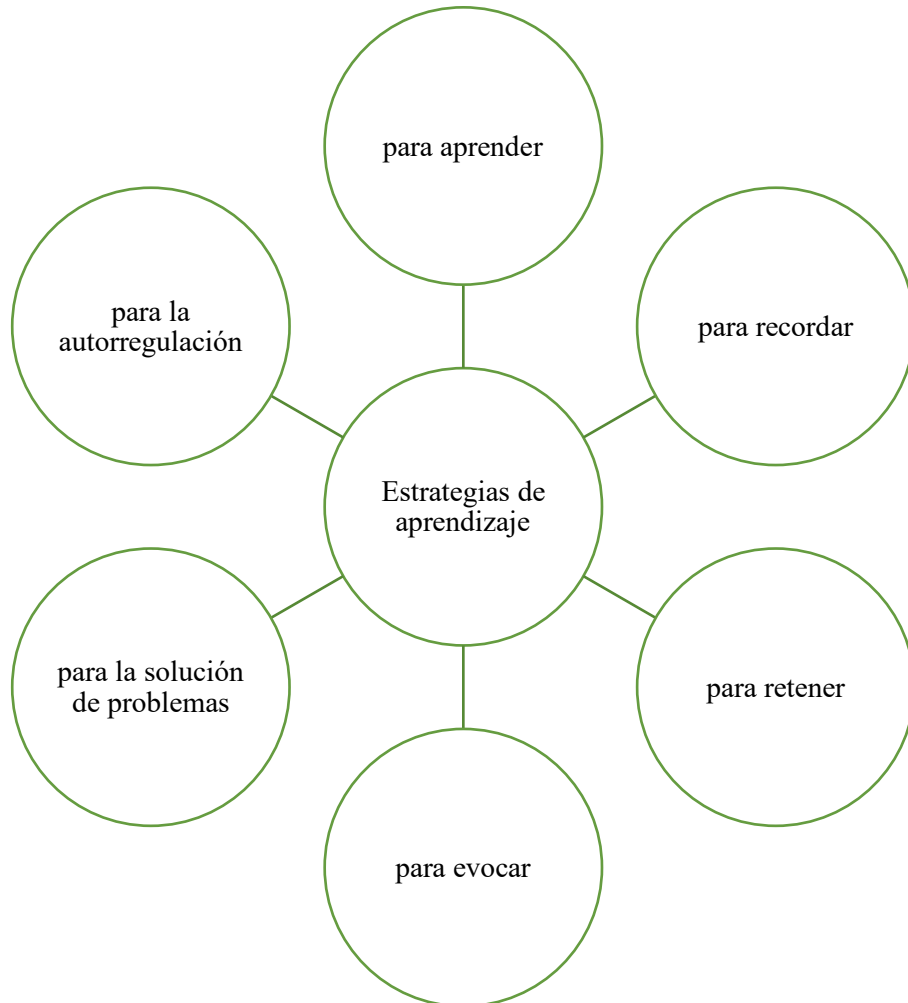 para aprender
para la
autorregulación
para recordar
Estrategias de
aprendizaje
para la solución
de problemas
para retener
para evocar